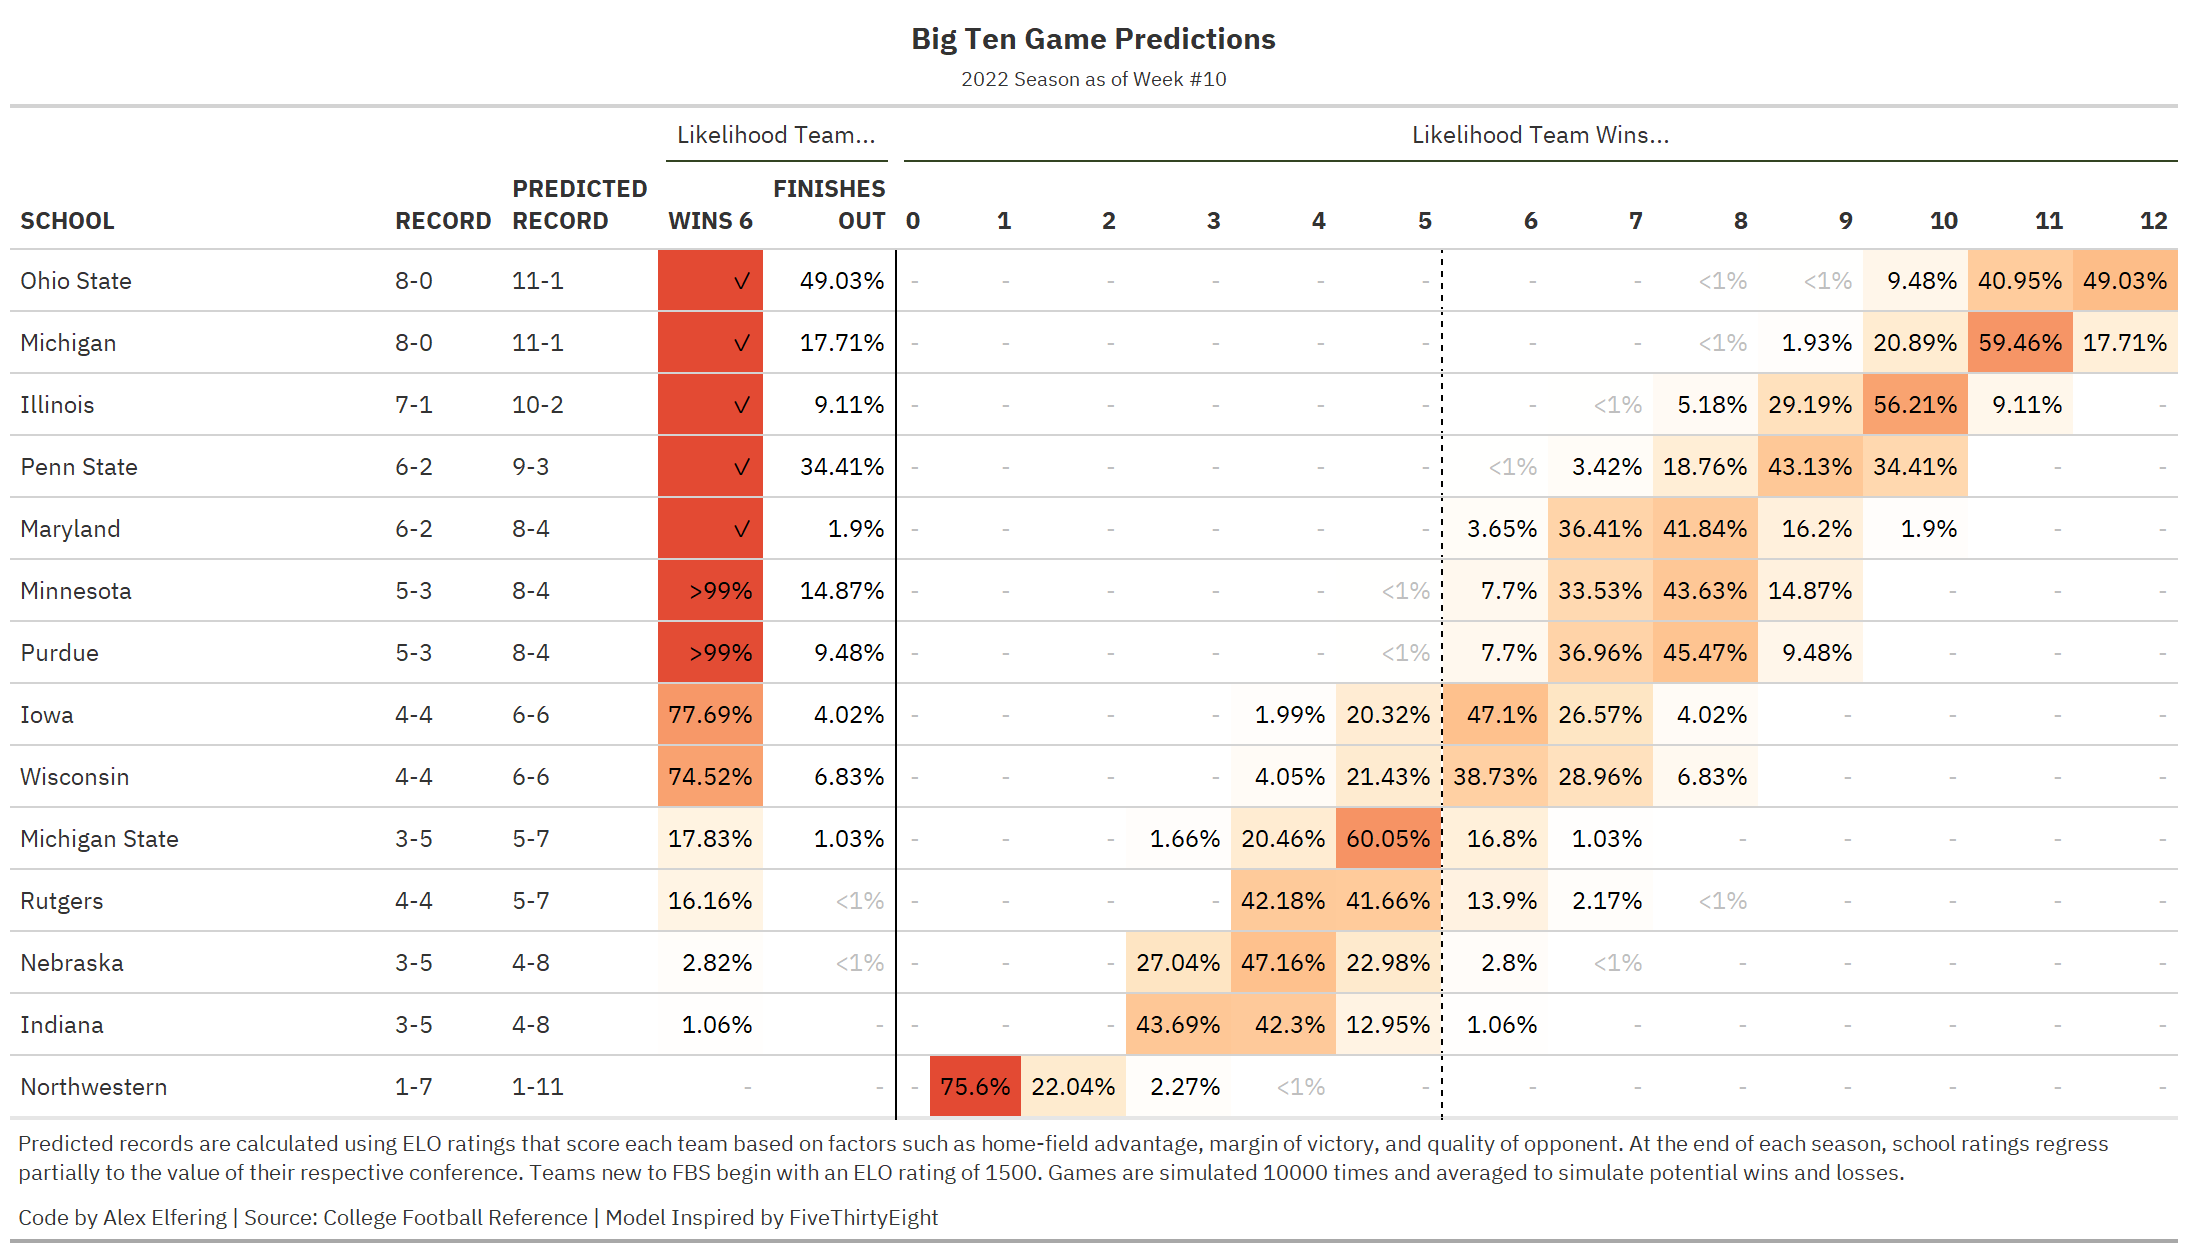 Big Ten Game Predictions
2022 Season as of Week #10
Likelihood Team... Likelihood Team Wins...
PREDICTED FINISHES
SCHOOL RECORD RECORD WINS 6 OUT 0 1 2 3 4 5 6 7 8 9 10 11 12
Ohio State 8-0 11-1 ✓ 49.03% - - - - - - - - <1% <1% 9.48% 40.95% 49.03%
Michigan 8-0 11-1 ✓ 17.71% - - - - - - - - <1% 1.93% 20.89% 59.46% 17.71%
Illinois 7-1 10-2 ✓ 9.11% - - - - - - - <1% 5.18% 29.19% 56.21% 9.11% -
Penn State 6-2 9-3 ✓ 34.41% - - - - - - <1% 3.42% 18.76% 43.13% 34.41% - -
Maryland 6-2 8-4 ✓ 1.9% - - - - - - 3.65% 36.41% 41.84% 16.2% 1.9% - -
Minnesota 5-3 8-4 >99% 14.87% - - - - - <1% 7.7% 33.53% 43.63% 14.87% - - -
Purdue 5-3 8-4 >99% 9.48% - - - - - <1% 7.7% 36.96% 45.47% 9.48% - - -
Iowa 4-4 6-6 77.69% 4.02% - - - - 1.99% 20.32% 47.1% 26.57% 4.02% - - - -
Wisconsin 4-4 6-6 74.52% 6.83% - - - - 4.05% 21.43% 38.73% 28.96% 6.83% - - - -
Michigan State 3-5 5-7 17.83% 1.03% - - - 1.66% 20.46% 60.05% 16.8% 1.03% - - - - -
Rutgers 4-4 5-7 16.16% <1% - - - - 42.18% 41.66% 13.9% 2.17% <1% - - - -
Nebraska 3-5 4-8 2.82% <1% - - - 27.04% 47.16% 22.98% 2.8% <1% - - - - -
Indiana 3-5 4-8 1.06% - - - - 43.69% 42.3% 12.95% 1.06% - - - - - -
Northwestern 1-7 1-11 - - - 75.6% 22.04% 2.27% <1% - - - - - - - -
Predicted records are calculated using ELO ratings that score each team based on factors such as home-field advantage, margin of victory, and quality of opponent. At the end of each season, school ratings regress
partially to the value of their respective conference. Teams new to FBS begin with an ELO rating of 1500. Games are simulated 10000 times and averaged to simulate potential wins and losses.
Code by Alex Elfering | Source: College Football Reference | Model Inspired by FiveThirtyEight